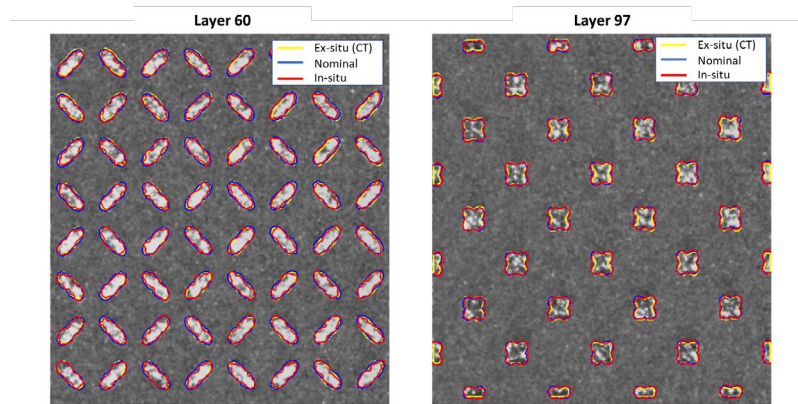 Layer 60
Ex-situ (CT)
Nominal
In-situ
Layer 97
Ex-situ (CT)
Nominal
In-situ